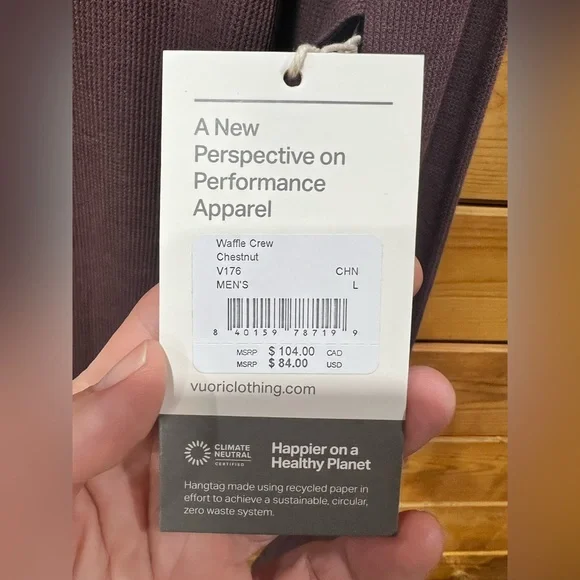 A New
Perspective on
Performance
Apparel
Waffle Crew
Chestnut
V176 CHN
MEN'S L
8 40159 78719 9
MSRP $ 104.00 CAD
MSRP $ 84.00 USD
vuoriclothing.com
CLIMATE
NEUTRAL
CERTIFIED
Happier on a
Healthy Planet
Hangtag made using recycled paper in
effort to achieve a sustainable, circular,
zero waste system.